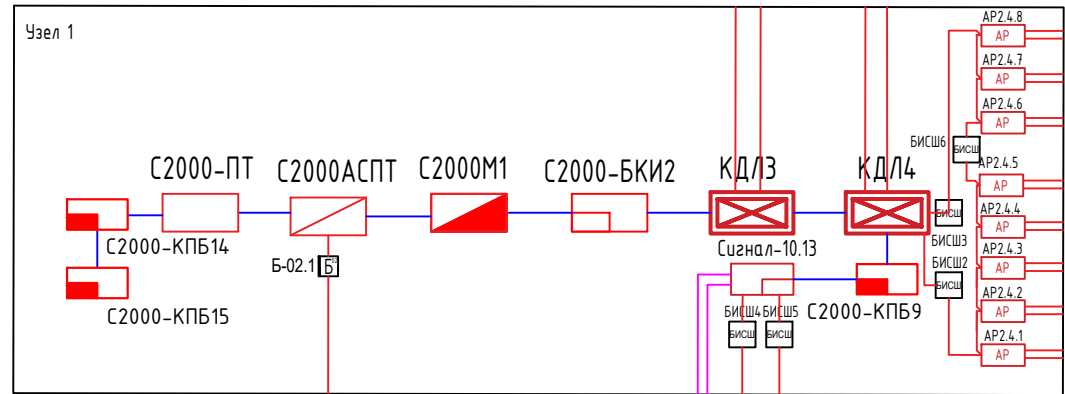 Узел 1
АР2.4.8
АР
АР2.4.7
АР
АР2.4.6
АР
БИСШ6
БИСШ
С2000-ПТ
С2000АСПТ
С2000М1
С2000-БКИ2
КДЛ3
КДЛ4
АР2.4.5
АР
АР2.4.4
АР
БИСШ
С2000-КПБ14
Сигнал-10.13
БИСШ3
АР2.4.3
АР
Б-02.1
БИСШ2
БИСШ
АР2.4.2
АР
С2000-КПБ15
БИСШ4
БИСШ5
С2000-КПБ9
БИСШ
БИСШ
АР2.4.1
АР